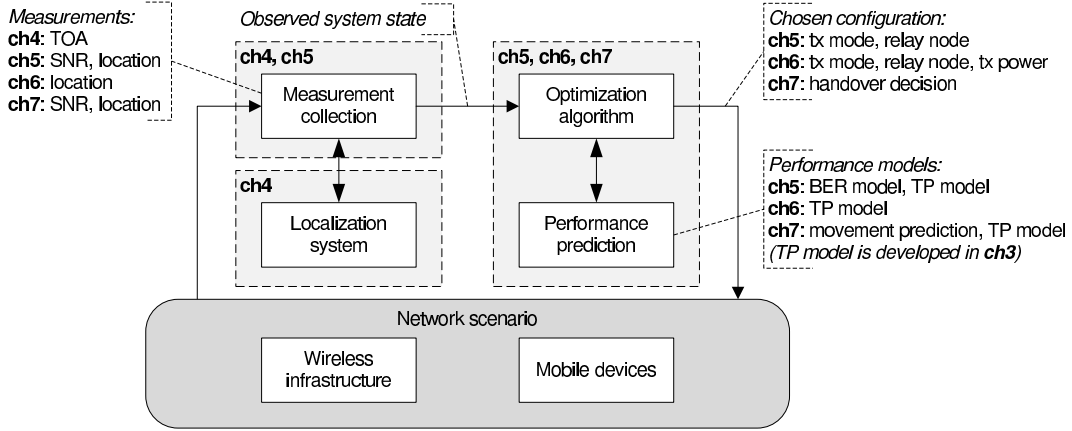 Measurements:
ch4: TOA
ch5: SNR, location
ch6: location
ch7: SNR, location
Observed system state
Chosen configuration:
ch5: tx mode, relay node
ch6: tx mode, relay node, tx power
ch7: handover decision
ch4, ch5
Measurement
collection
ch5, ch6, ch7
Optimization
algorithm
ch4
Localization
system
Performance
prediction
Performance models:
ch5: BER model, TP model
ch6: TP model
ch7: movement prediction, TP model
(TP model is developed in ch3)
Network scenario
Wireless
infrastructure
Mobile devices